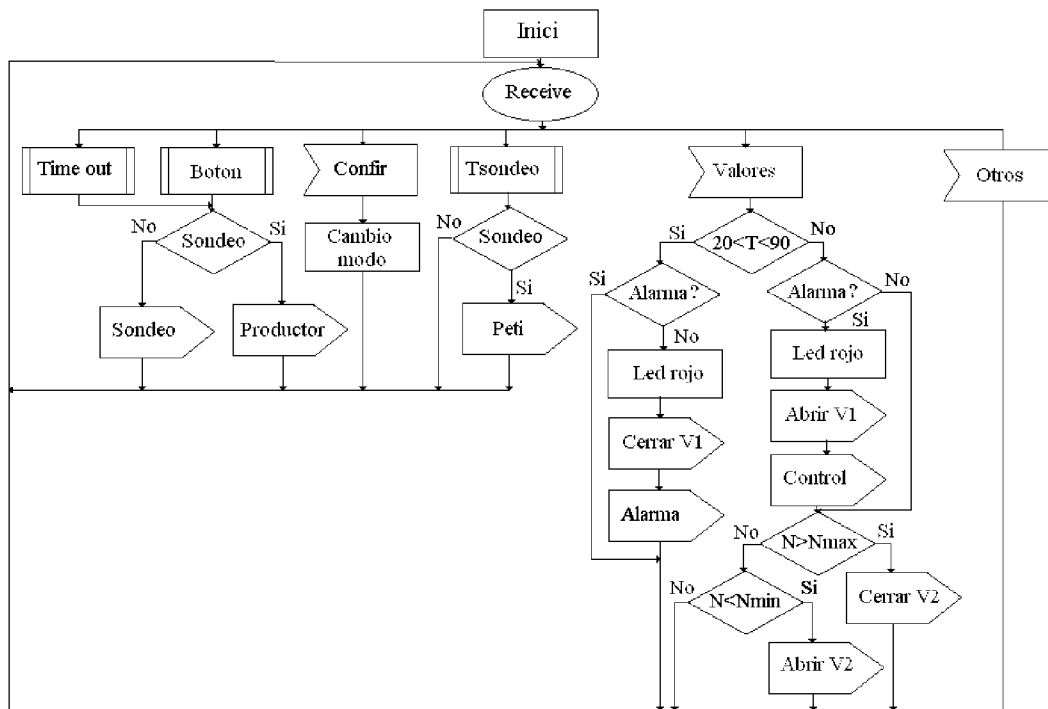 Inici
Receive
Time out
Boton
Confir
Tsondeo
Valores
Otros
No
Sondeo
Si
Cambio
modo
No
Sondeo
Si
Si
20<T<90
No
Si
Alarma?
No
Alarma?
No
Si
Sondeo
Productor
Peti
Led rojo
Led rojo
Cerrar V1
Abrir V1
Alarma
Control
No
N>Nmax
Si
No
N<Nmin
Si
Cerrar V2
Abrir V2